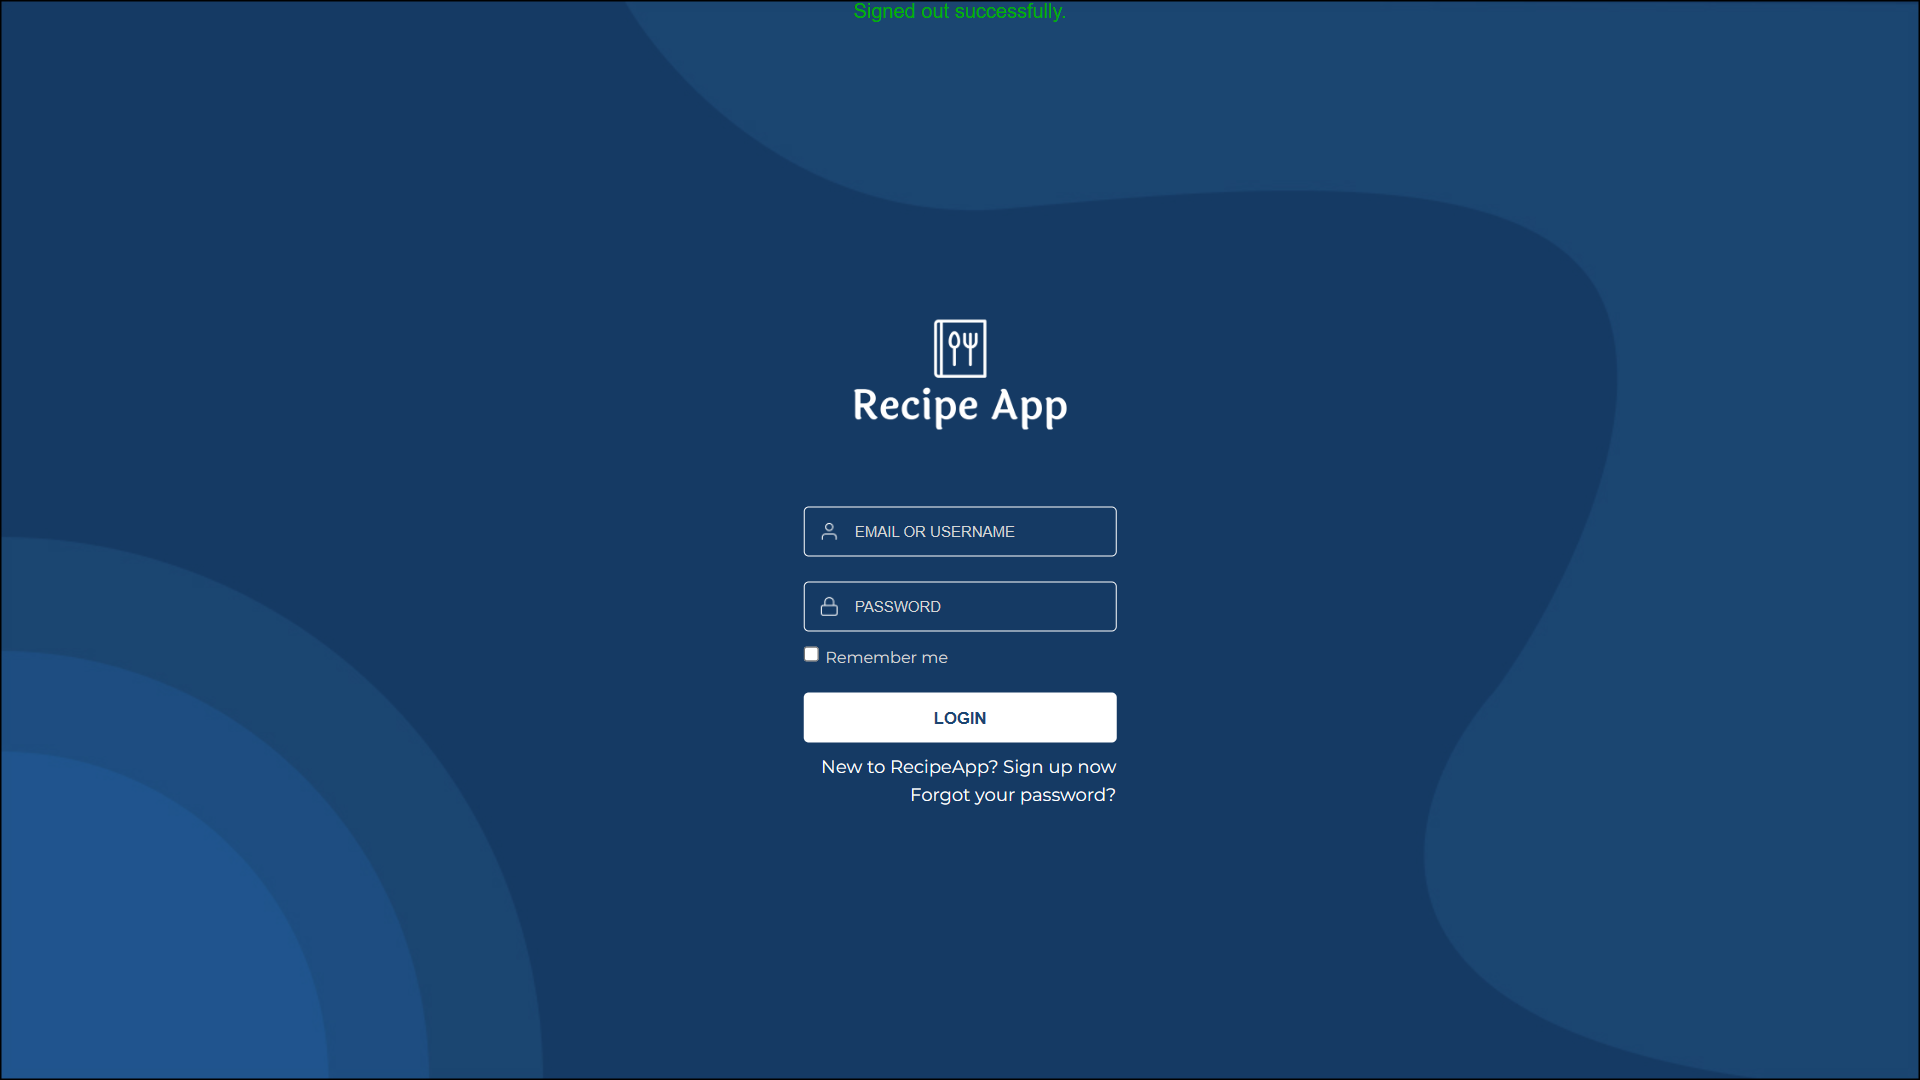 Signed out successfully.
Recipe App
EMAIL OR USERNAME
PASSWORD
Remember me
LOGIN
New to RecipeApp? Sign up now
Forgot your password?